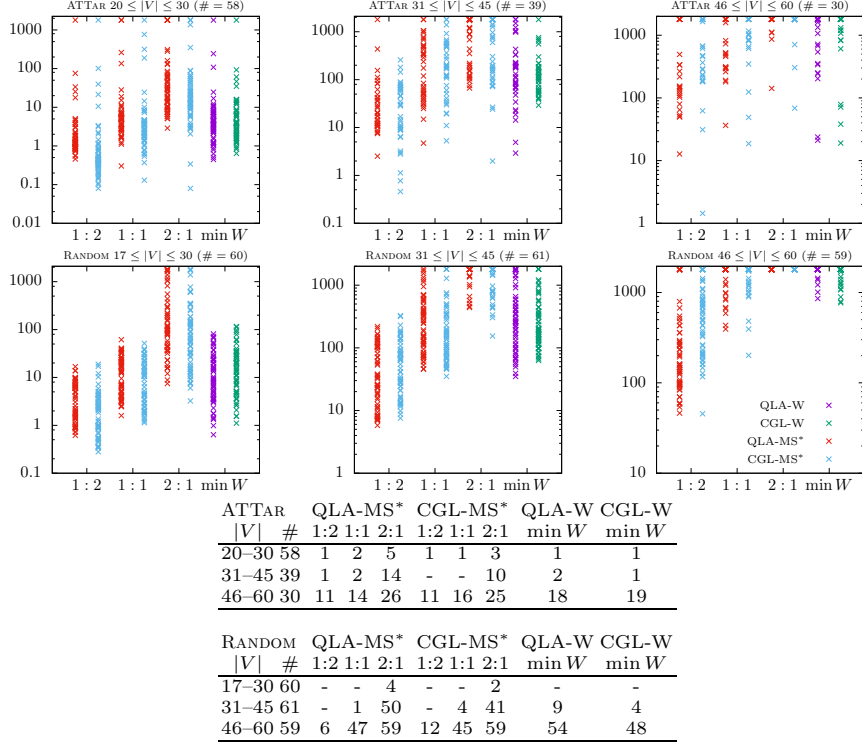 ATTAR 20 ≤ |V| ≤ 30 (# = 58)
1000
100
10
1
0.1
0.01
1 : 2 1 : 1 2 : 1 min W
ATTAR 31 ≤ |V| ≤ 45 (# = 39)
1000
100
10
1
0.1
1 : 2 1 : 1 2 : 1 min W
ATTAR 46 ≤ |V| ≤ 60 (# = 30)
1000
100
10
1
1 : 2 1 : 1 2 : 1 min W
RANDOM 17 ≤ |V| ≤ 30 (# = 60)
1000
100
10
1
0.1
1 : 2 1 : 1 2 : 1 min W
RANDOM 31 ≤ |V| ≤ 45 (# = 61)
1000
100
10
1
1 : 2 1 : 1 2 : 1 min W
RANDOM 46 ≤ |V| ≤ 60 (# = 59)
1000
100
10
QLA-W
CGL-W
QLA-MS*
CGL-MS*
1 : 2 1 : 1 2 : 1 min W
ATTAR QLA-MS* CGL-MS* QLA-W CGL-W
|V| # 1:2 1:1 2:1 1:2 1:1 2:1 min W min W
20–30 58 1 2 5 1 1 3 1 1
31–45 39 1 2 14 - - 10 2 1
46–60 30 11 14 26 11 16 25 18 19
RANDOM QLA-MS* CGL-MS* QLA-W CGL-W
|V| # 1:2 1:1 2:1 1:2 1:1 2:1 min W min W
17–30 60 - - 4 - - 2 - -
31–45 61 - 1 50 - 4 41 9 4
46–60 59 6 47 59 12 45 59 54 48